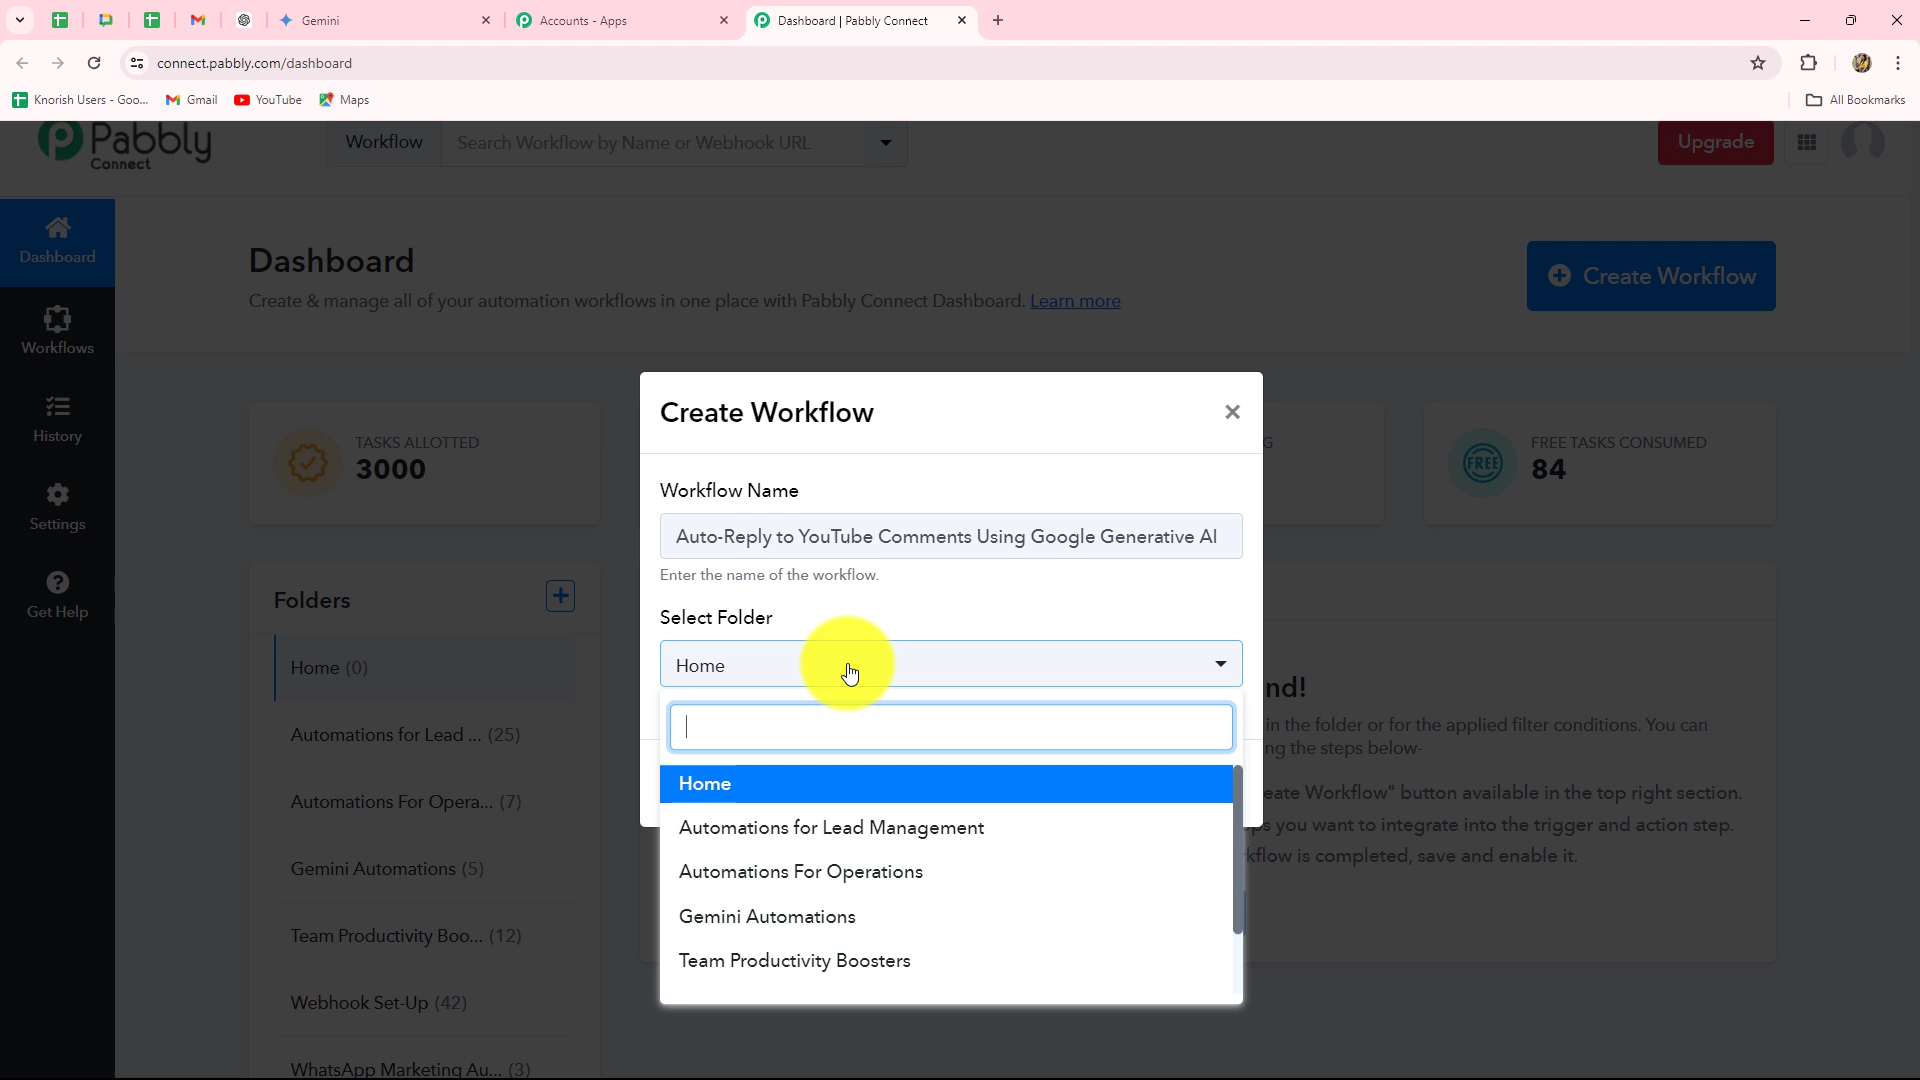 Gemini
Accounts - Apps
Dashboard | Pabbly Connect
connect.pabbly.com/dashboard
Knorish Users - Goo...
Gmail
YouTube
Maps
All Bookmarks
Pabbly
Connect
Workflow
Search Workflow by Name or Webhook URL
Upgrade
Dashboard
Workflows
History
Settings
Get Help
Dashboard
Create & manage all of your automation workflows in one place with Pabbly Connect Dashboard. Learn more
Create Workflow
TASKS ALLOTTED
3000
G
FREE
FREE TASKS CONSUMED
84
Folders
Home (0)
Automations for Lead ... (25)
Automations For Opera... (7)
Gemini Automations (5)
Team Productivity Boo... (12)
Webhook Set-Up (42)
WhatsApp Marketing Au... (3)
Create Workflow
Workflow Name
Auto-Reply to YouTube Comments Using Google Generative AI
Enter the name of the workflow.
Select Folder
Home
Home
Automations for Lead Management
Automations For Operations
Gemini Automations
Team Productivity Boosters
nd!
in the folder or for the applied filter conditions. You can
ng the steps below-
eate Workflow" button available in the top right section.
ps you want to integrate into the trigger and action step.
kflow is completed, save and enable it.